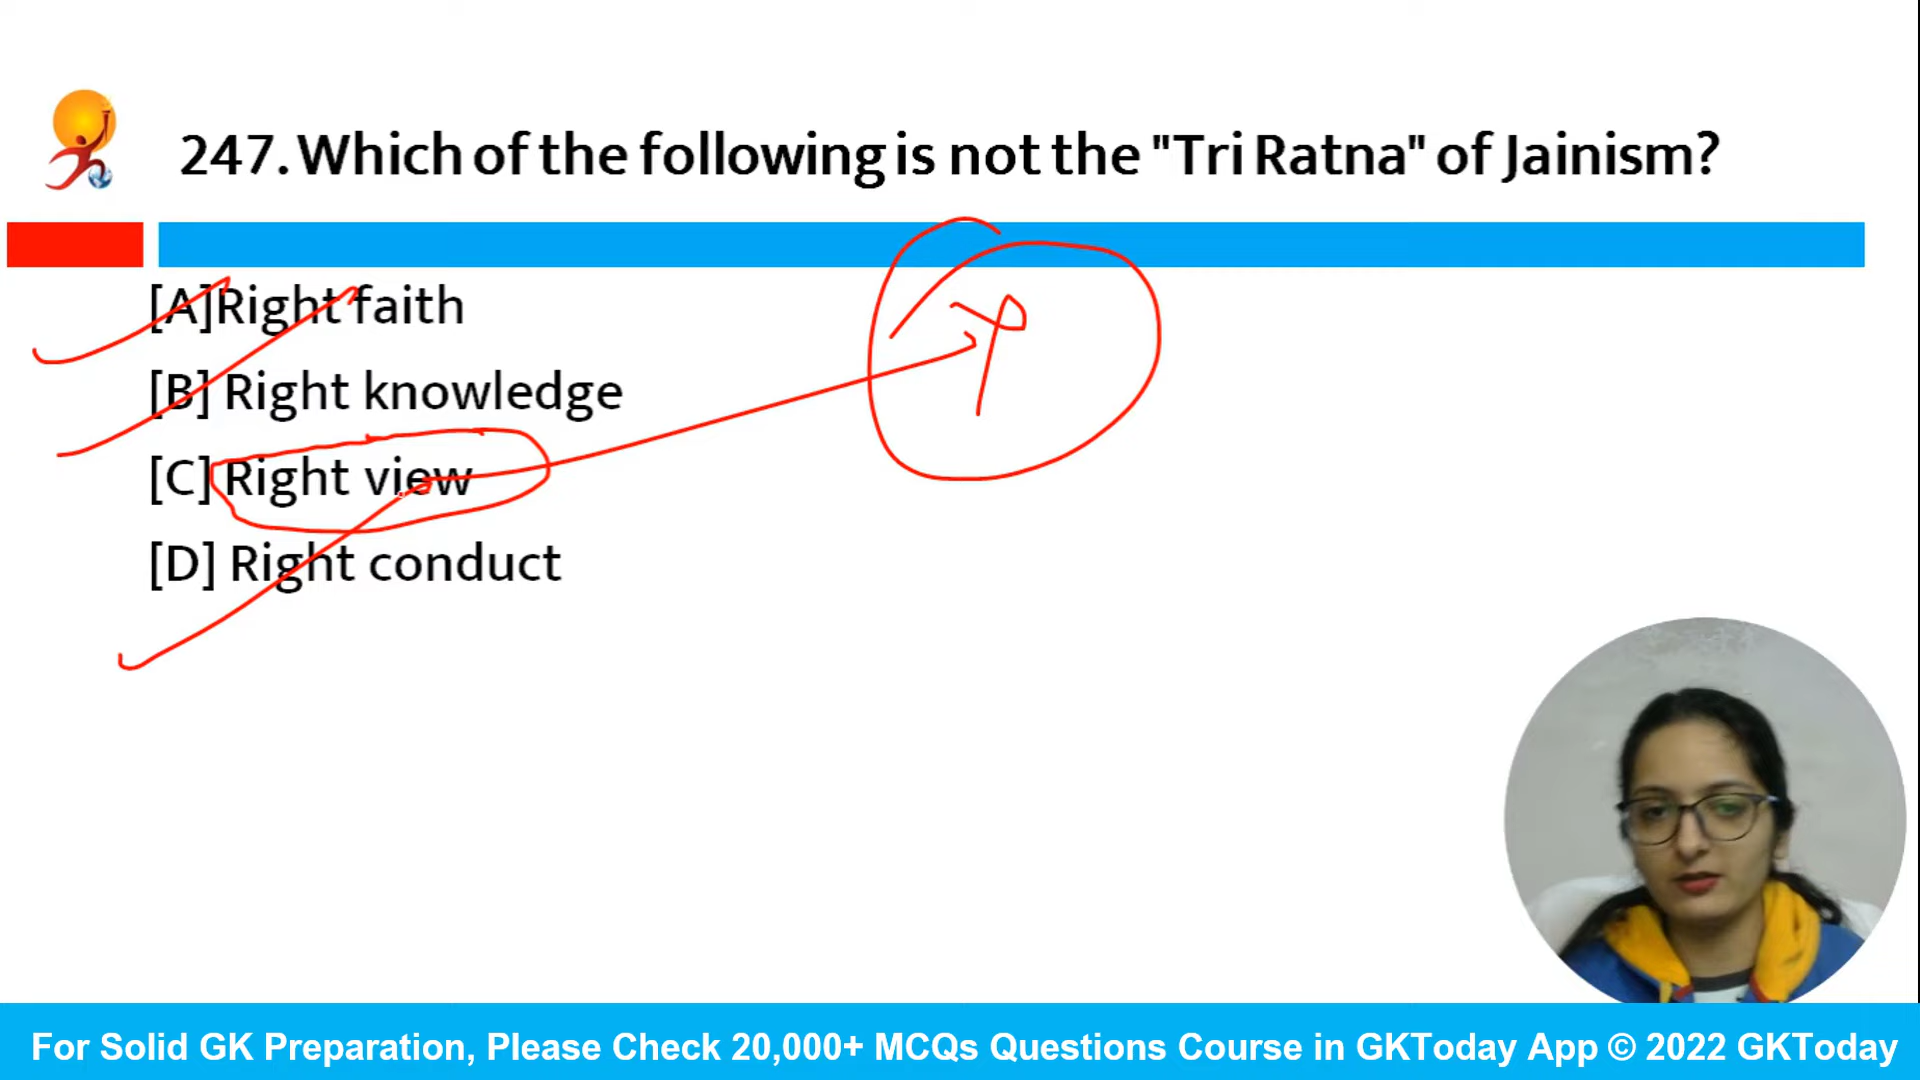 247. Which of the following is not the "Tri Ratna" of Jainism?
[A]Right faith
[B] Right knowledge
[C] Right view
[D] Right conduct
For Solid GK Preparation, Please Check 20,000+ MCQs Questions Course in GKToday App © 2022 GKToday